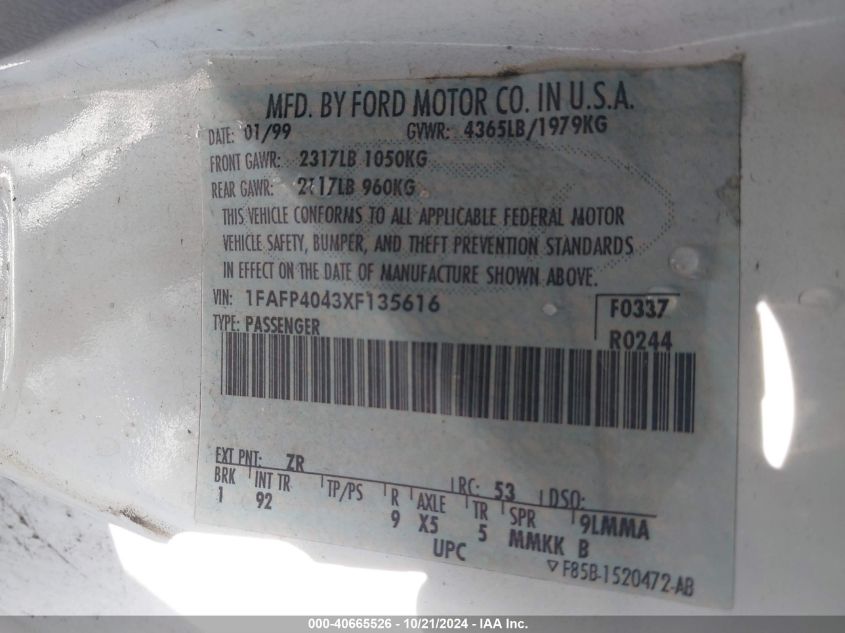 MFD. BY FORD MOTOR CO. IN U.S.A.
DATE: 01/99 GVWR: 4365LB/1979KG
FRONT GAWR: 2317LB 1050KG
REAR GAWR: 2117LB 960KG
THIS VEHICLE CONFORMS TO ALL APPLICABLE FEDERAL MOTOR
VEHICLE SAFETY, BUMPER, AND THEFT PREVENTION STANDARDS
IN EFFECT ON THE DATE OF MANUFACTURE SHOWN ABOVE.
VIN: 1FAFP4043XF135616 F0337
TYPE: PASSENGER R0244
EXT PNT: ZR RC: 53 DSO:
BRK INT TR TP/PS R AXLE TR SPR 9LMMA
1 92 9 X5 5 MMKK B
UPC ▽F85B-1520472-AB
000-40665526 - 10/21/2024 - IAA Inc.